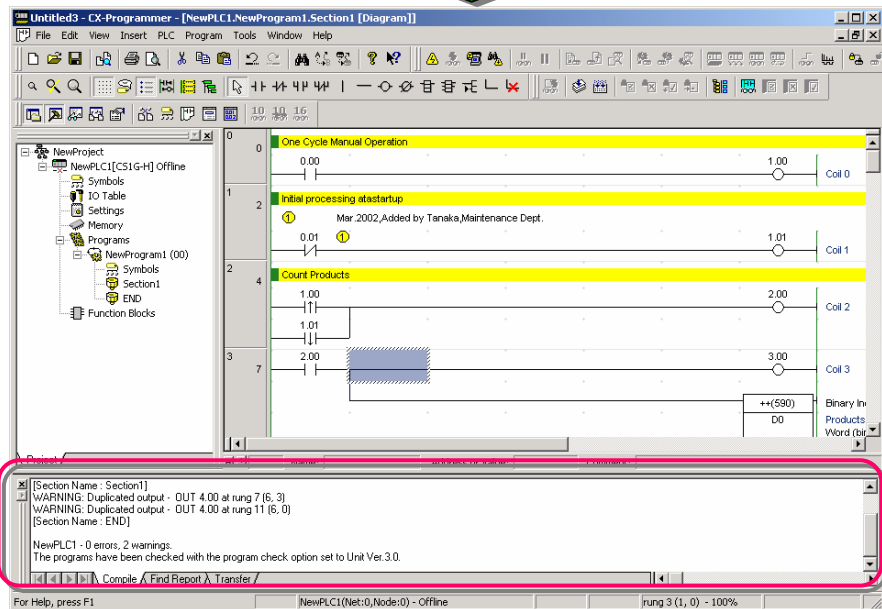 Untitled3 - CX-Programmer - [NewPLC1.NewProgram1.Section1 [Diagram]]
File Edit View Insert PLC Program Tools Window Help
10 10 16
NewProject
NewPLC1[CS1G-H] Offline
Symbols
IO Table
Settings
Memory
Programs
NewProgram1 (00)
Symbols
Section1
END
Function Blocks
0
0
One Cycle Manual Operation
0.00
1.00
Coil 0
1
2
Initial processing atastartup
1 Mar.2002,Added by Tanaka,Maintenance Dept.
0.01 1
1.01
Coil 1
2
4
Count Products
1.00
2.00
Coil 2
1.01
3
7
2.00
3.00
Coil 3
++(590)
Binary In
D0
Products
Word (bin
Project
[Section Name : Section1]
WARNING: Duplicated output - OUT 4.00 at rung 7 (6, 3)
WARNING: Duplicated output - OUT 4.00 at rung 11 (6, 0)
[Section Name : END]
NewPLC1 - 0 errors, 2 warnings.
The programs have been checked with the program check option set to Unit Ver.3.0.
Compile Find Report Transfer
For Help, press F1
NewPLC1(Net:0,Node:0) - Offline
rung 3 (1, 0) - 100%